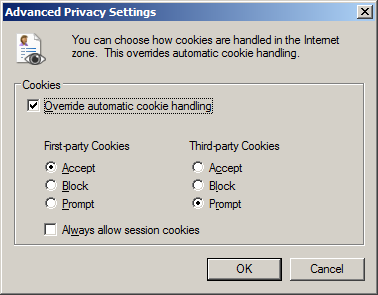 Advanced Privacy Settings
You can choose how cookies are handled in the Internet
zone. This overrides automatic cookie handling.
Cookies
Override automatic cookie handling
First-party Cookies Third-party Cookies
Accept Accept
Block Block
Prompt Prompt
Always allow session cookies
OK Cancel